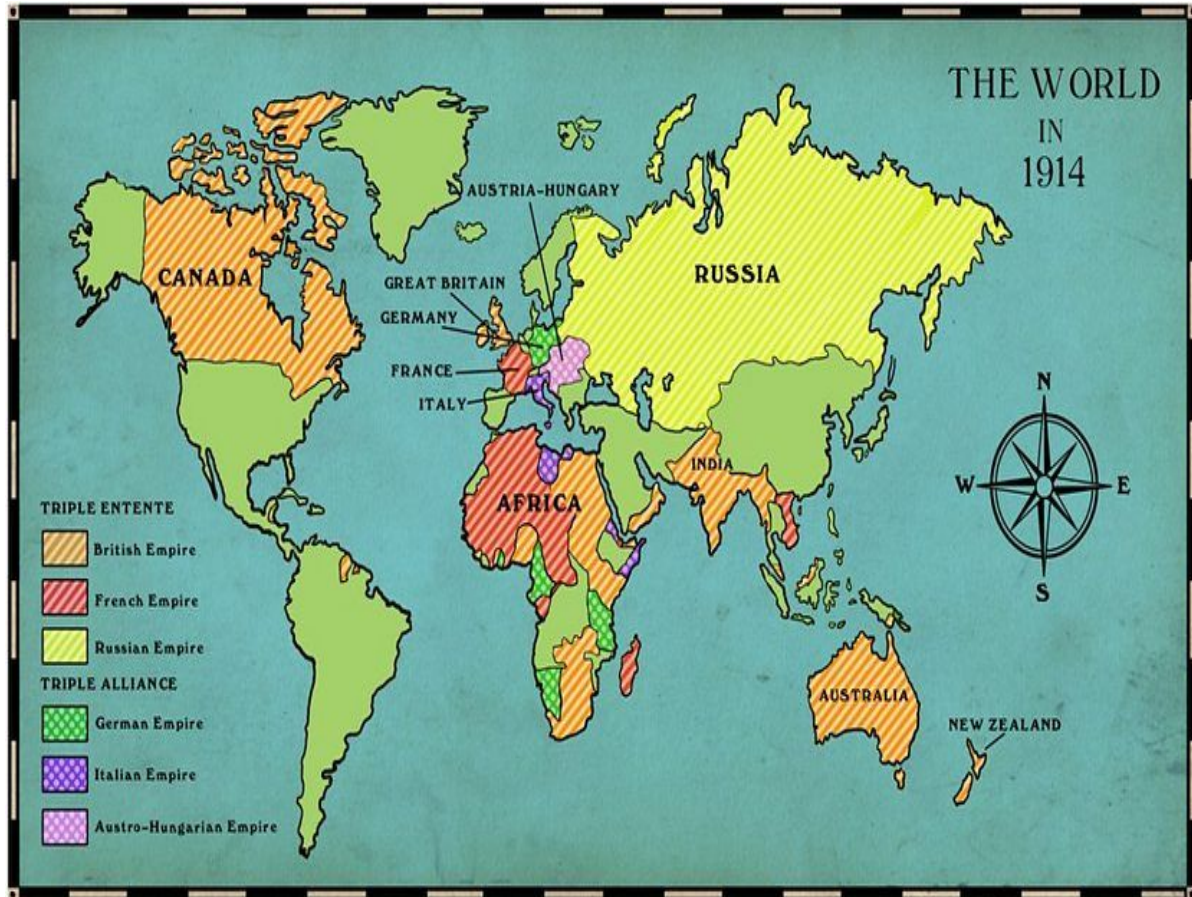 THE WORLD
IN
1914
AUSTRIA-HUNGARY
CANADA
RUSSIA
GREAT BRITAIN
GERMANY
FRANCE
ITALY
INDIA
AFRICA
N
W
E
S
AUSTRALIA
NEW ZEALAND
TRIPLE ENTENTE
British Empire
French Empire
Russian Empire
TRIPLE ALLIANCE
German Empire
Italian Empire
Austro-Hungarian Empire